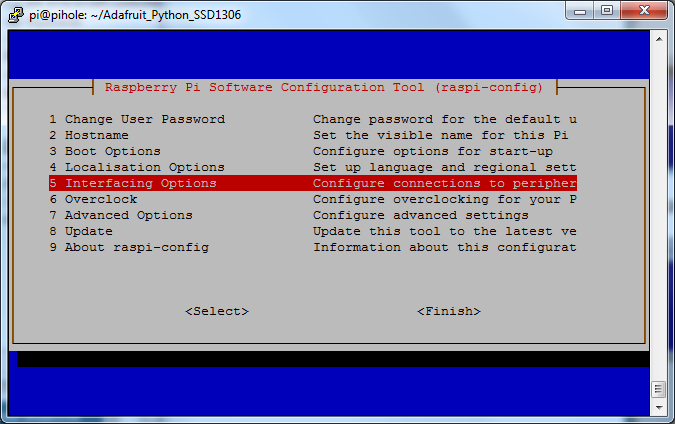 pi@pihole: ~/Adafruit_Python_SSD1306
Raspberry Pi Software Configuration Tool (raspi-config)
1 Change User Password Change password for the default u
2 Hostname Set the visible name for this Pi
3 Boot Options Configure options for start-up
4 Localisation Options Set up language and regional sett
5 Interfacing Options Configure connections to peripher
6 Overclock Configure overclocking for your P
7 Advanced Options Configure advanced settings
8 Update Update this tool to the latest ve
9 About raspi-config Information about this configurat
<Select> <Finish>